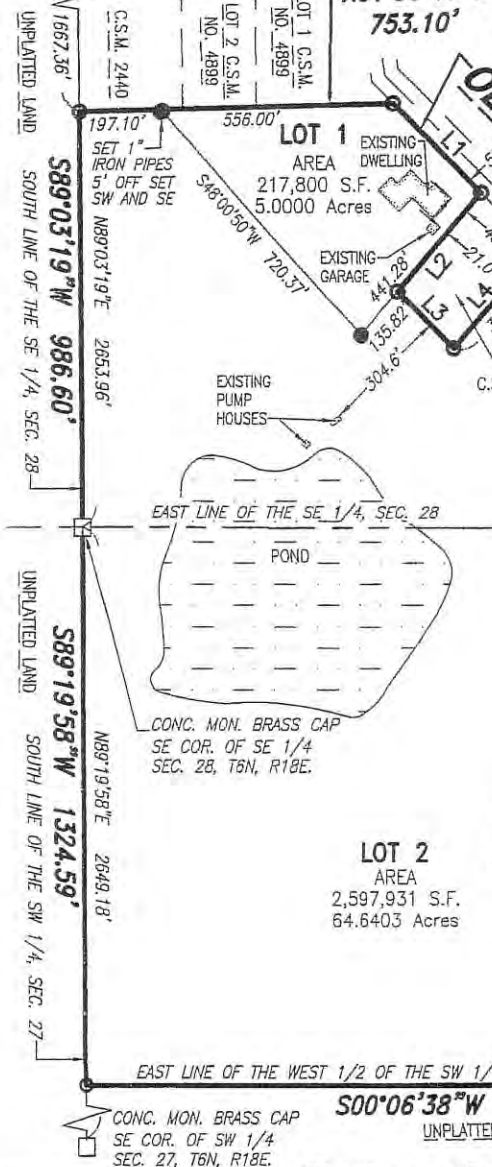 1667.36'
UNPLATTED LAND
C.S.M. 2440
LOT 2 C.S.M.
NO. 4899
LOT 1 C.S.M.
NO. 4899
753.10'
197.10'
556.00'
SET 1"
IRON PIPES
5' OFF SET
SW AND SE
LOT 1
AREA
217,800 S.F.
5.0000 Acres
EXISTING
DWELLING
EXISTING
GARAGE
L1
L2
L3
L4
S48°00'50"W 720.37'
441.28'
135.82'
304.6'
EXISTING
PUMP
HOUSES
S89°03'19"W 986.60'
SOUTH LINE OF THE SE 1/4, SEC. 28
N89°03'19"E 2653.96'
EAST LINE OF THE SE 1/4, SEC. 28
POND
UNPLATTED LAND
S89°19'58"W 1324.59'
SOUTH LINE OF THE SW 1/4, SEC. 27
N89°19'58"E 2649.18'
CONC. MON. BRASS CAP
SE COR. OF SE 1/4
SEC. 28, T6N, R18E.
LOT 2
AREA
2,597,931 S.F.
64.6403 Acres
EAST LINE OF THE WEST 1/2 OF THE SW 1/
S00°06'38"W
CONC. MON. BRASS CAP
SE COR. OF SW 1/4
SEC. 27, T6N, R18E.